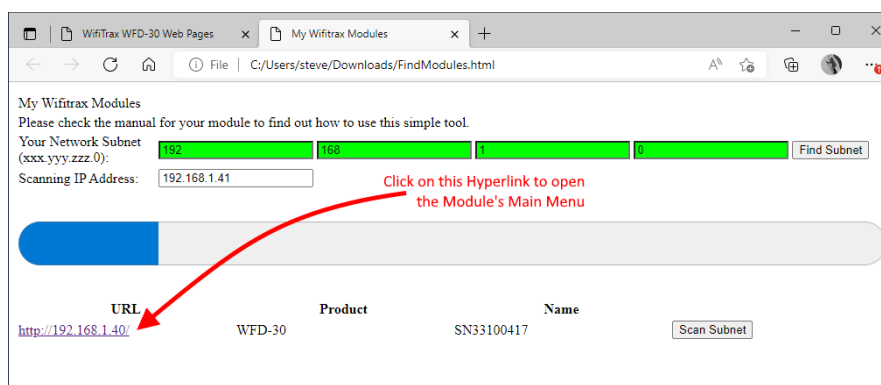 WifiTrax WFD-30 Web Pages
My Wifitrax Modules
File
C:/Users/steve/Downloads/FindModules.html
My Wifitrax Modules
Please check the manual for your module to find out how to use this simple tool.
Your Network Subnet
(xxx.yyy.zzz.0):
192
168
1
0
Find Subnet
Scanning IP Address:
192.168.1.41
Click on this Hyperlink to open
the Module's Main Menu
URL
Product
Name
http://192.168.1.40/
WFD-30
SN33100417
Scan Subnet